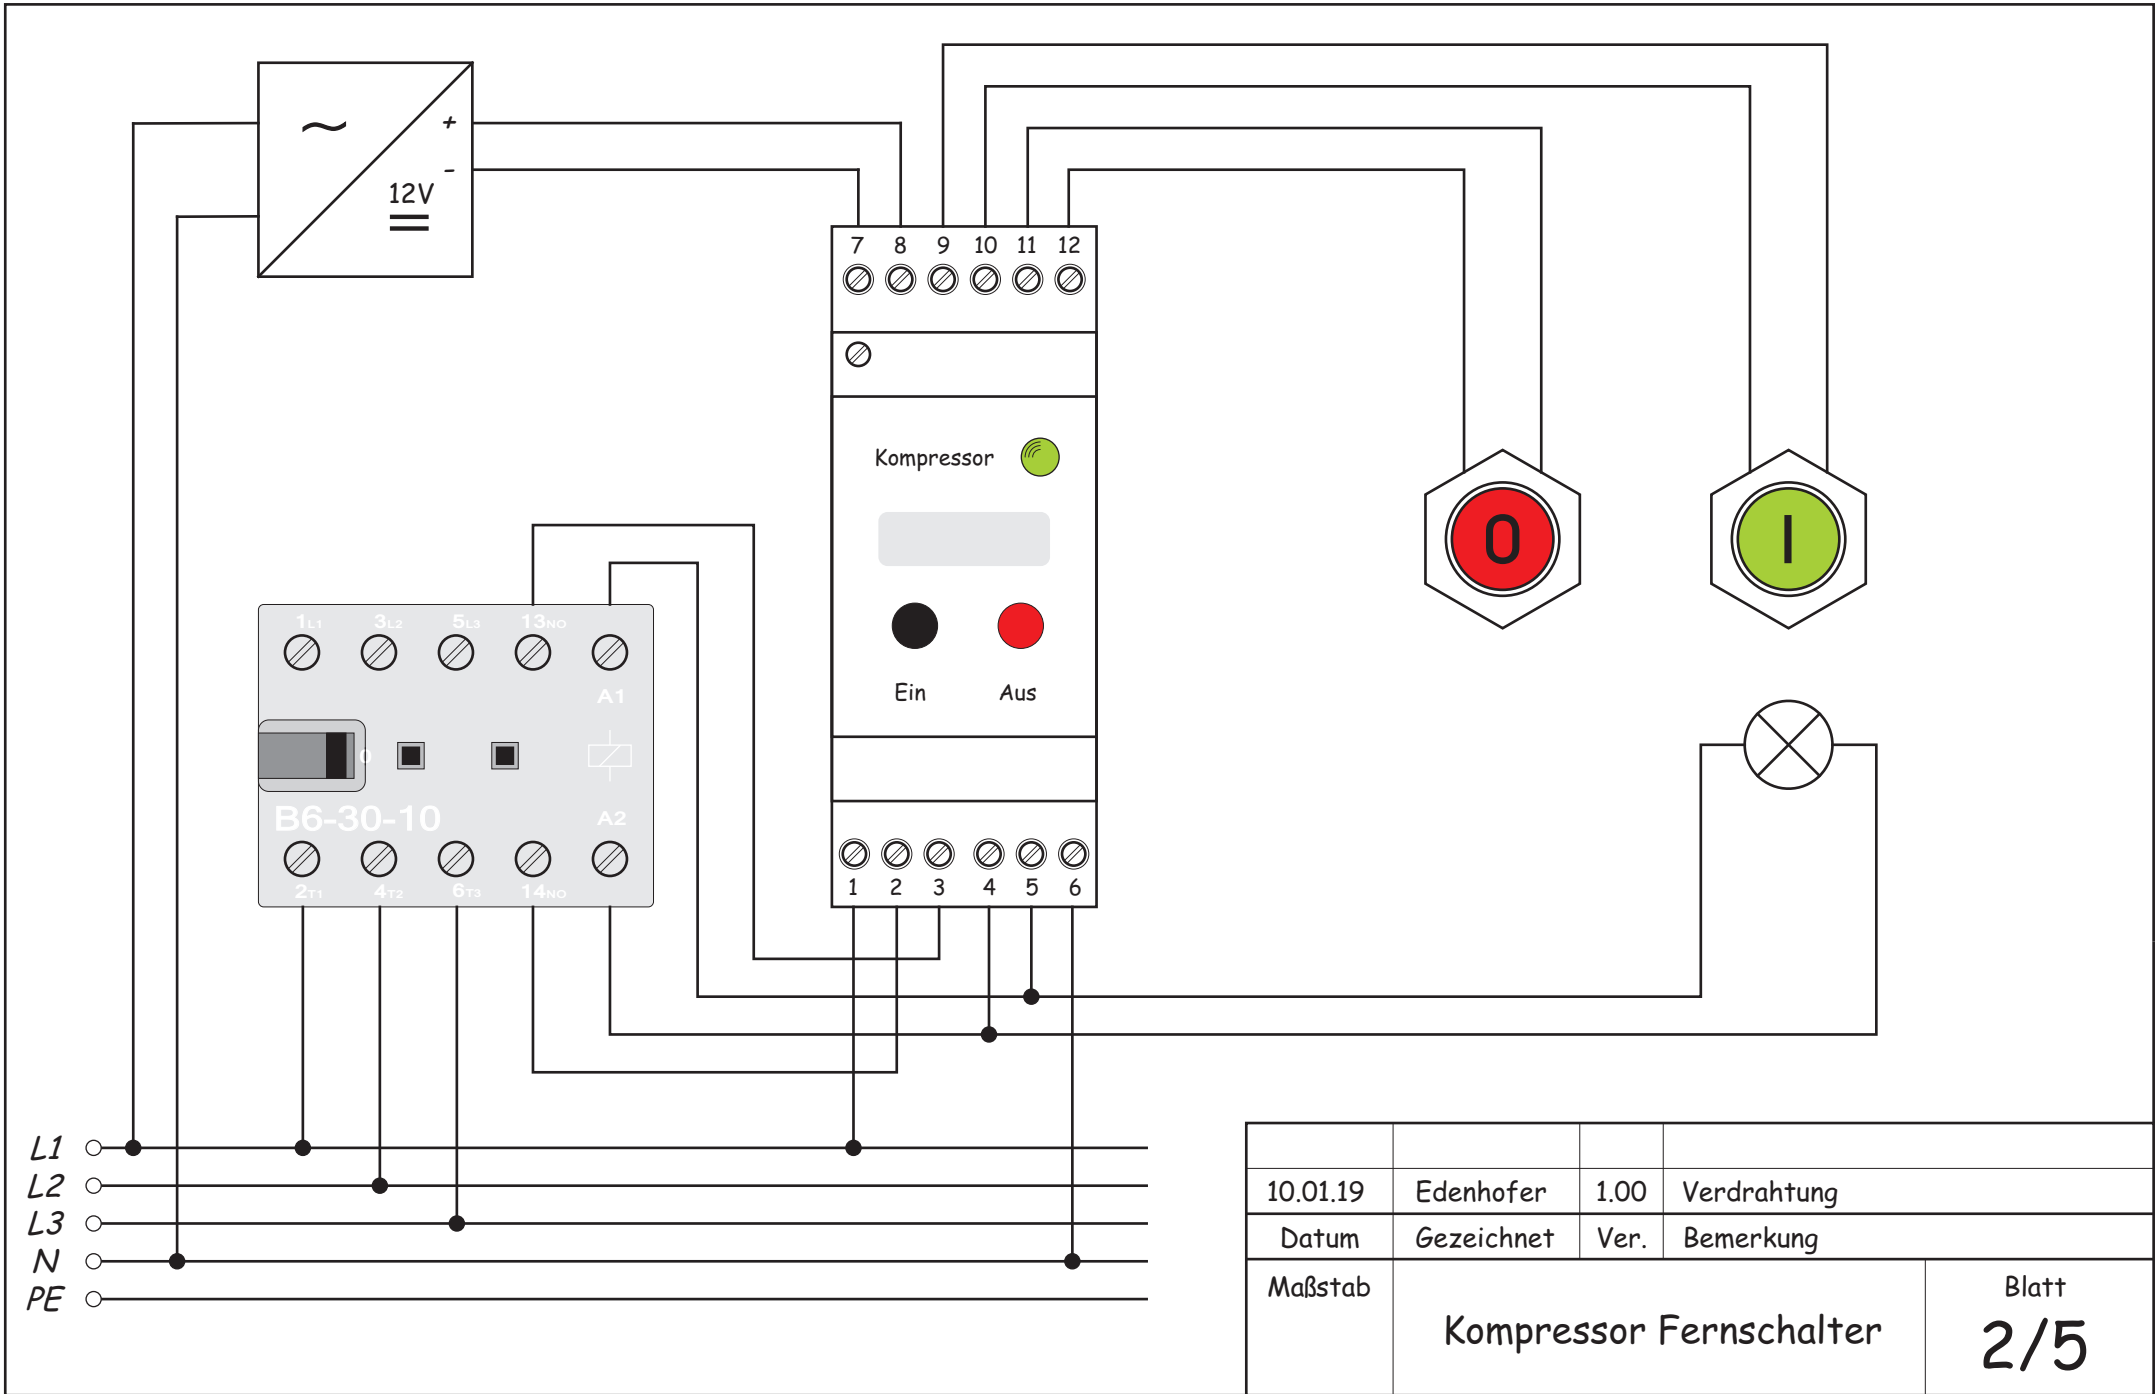 ~
+
-
12V
7 8 9 10 11 12
Kompressor
O
I
Ein Aus
1L1 3L2 5L3 13NO
A1
0
B6-30-10
A2
2T1 4T2 6T3 14NO
1 2 3 4 5 6
L1
L2
L3
N
PE
10.01.19 Edenhofer 1.00 Verdrahtung
Datum Gezeichnet Ver. Bemerkung
Maßstab
Kompressor Fernschalter
Blatt
2/5